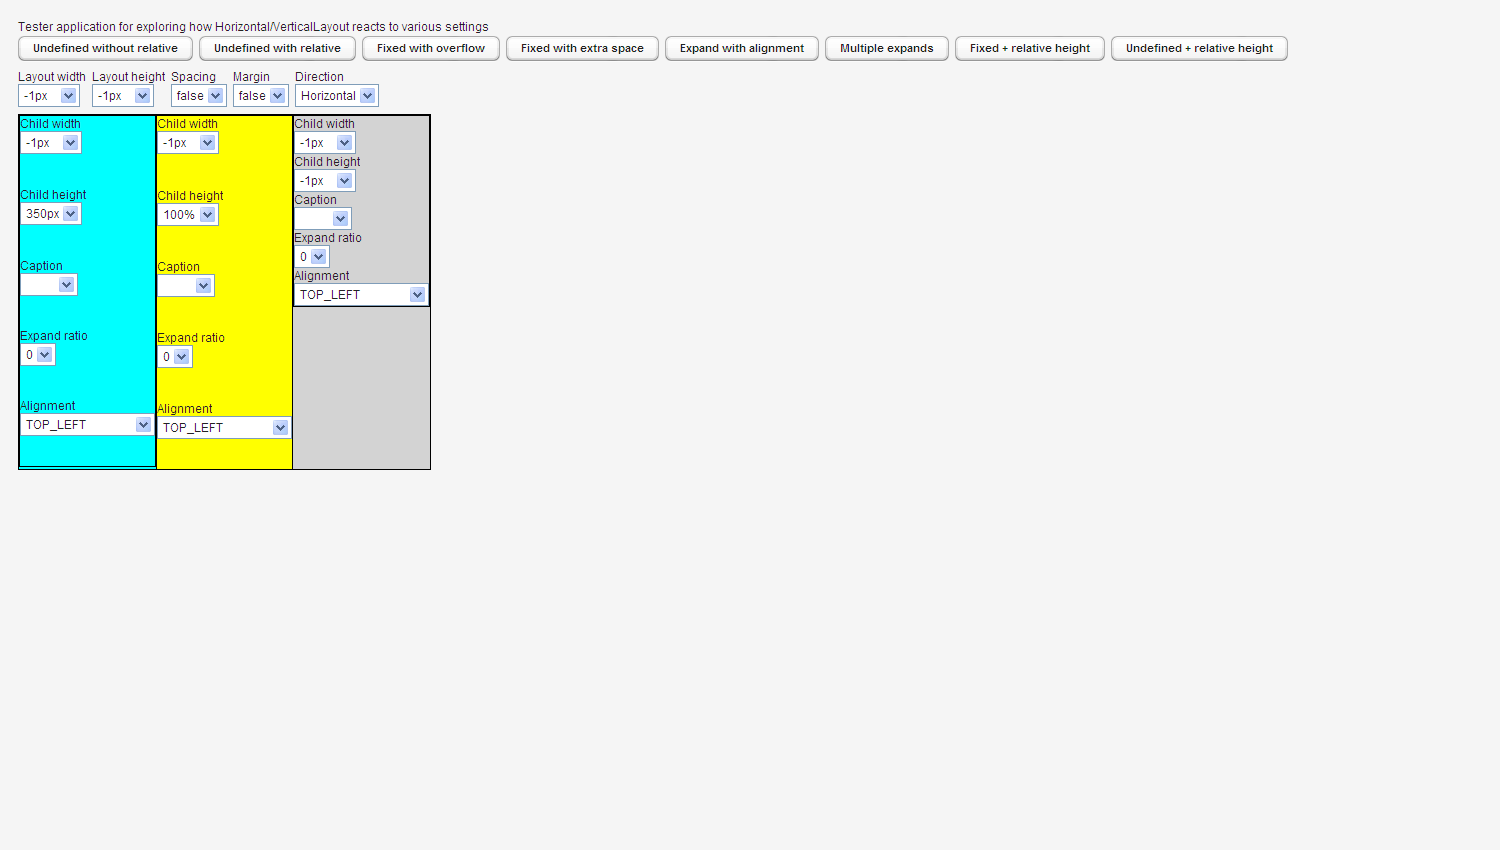 Tester application for exploring how Horizontal/VerticalLayout reacts to various settings
Undefined without relative Undefined with relative Fixed with overflow Fixed with extra space Expand with alignment Multiple expands Fixed + relative height Undefined + relative height
Layout width Layout height Spacing Margin Direction
-1px -1px false false Horizontal
Child width
-1px
Child height
350px
Caption
Expand ratio
0
Alignment
TOP_LEFT
Child width
-1px
Child height
100%
Caption
Expand ratio
0
Alignment
TOP_LEFT
Child width
-1px
Child height
-1px
Caption
Expand ratio
0
Alignment
TOP_LEFT